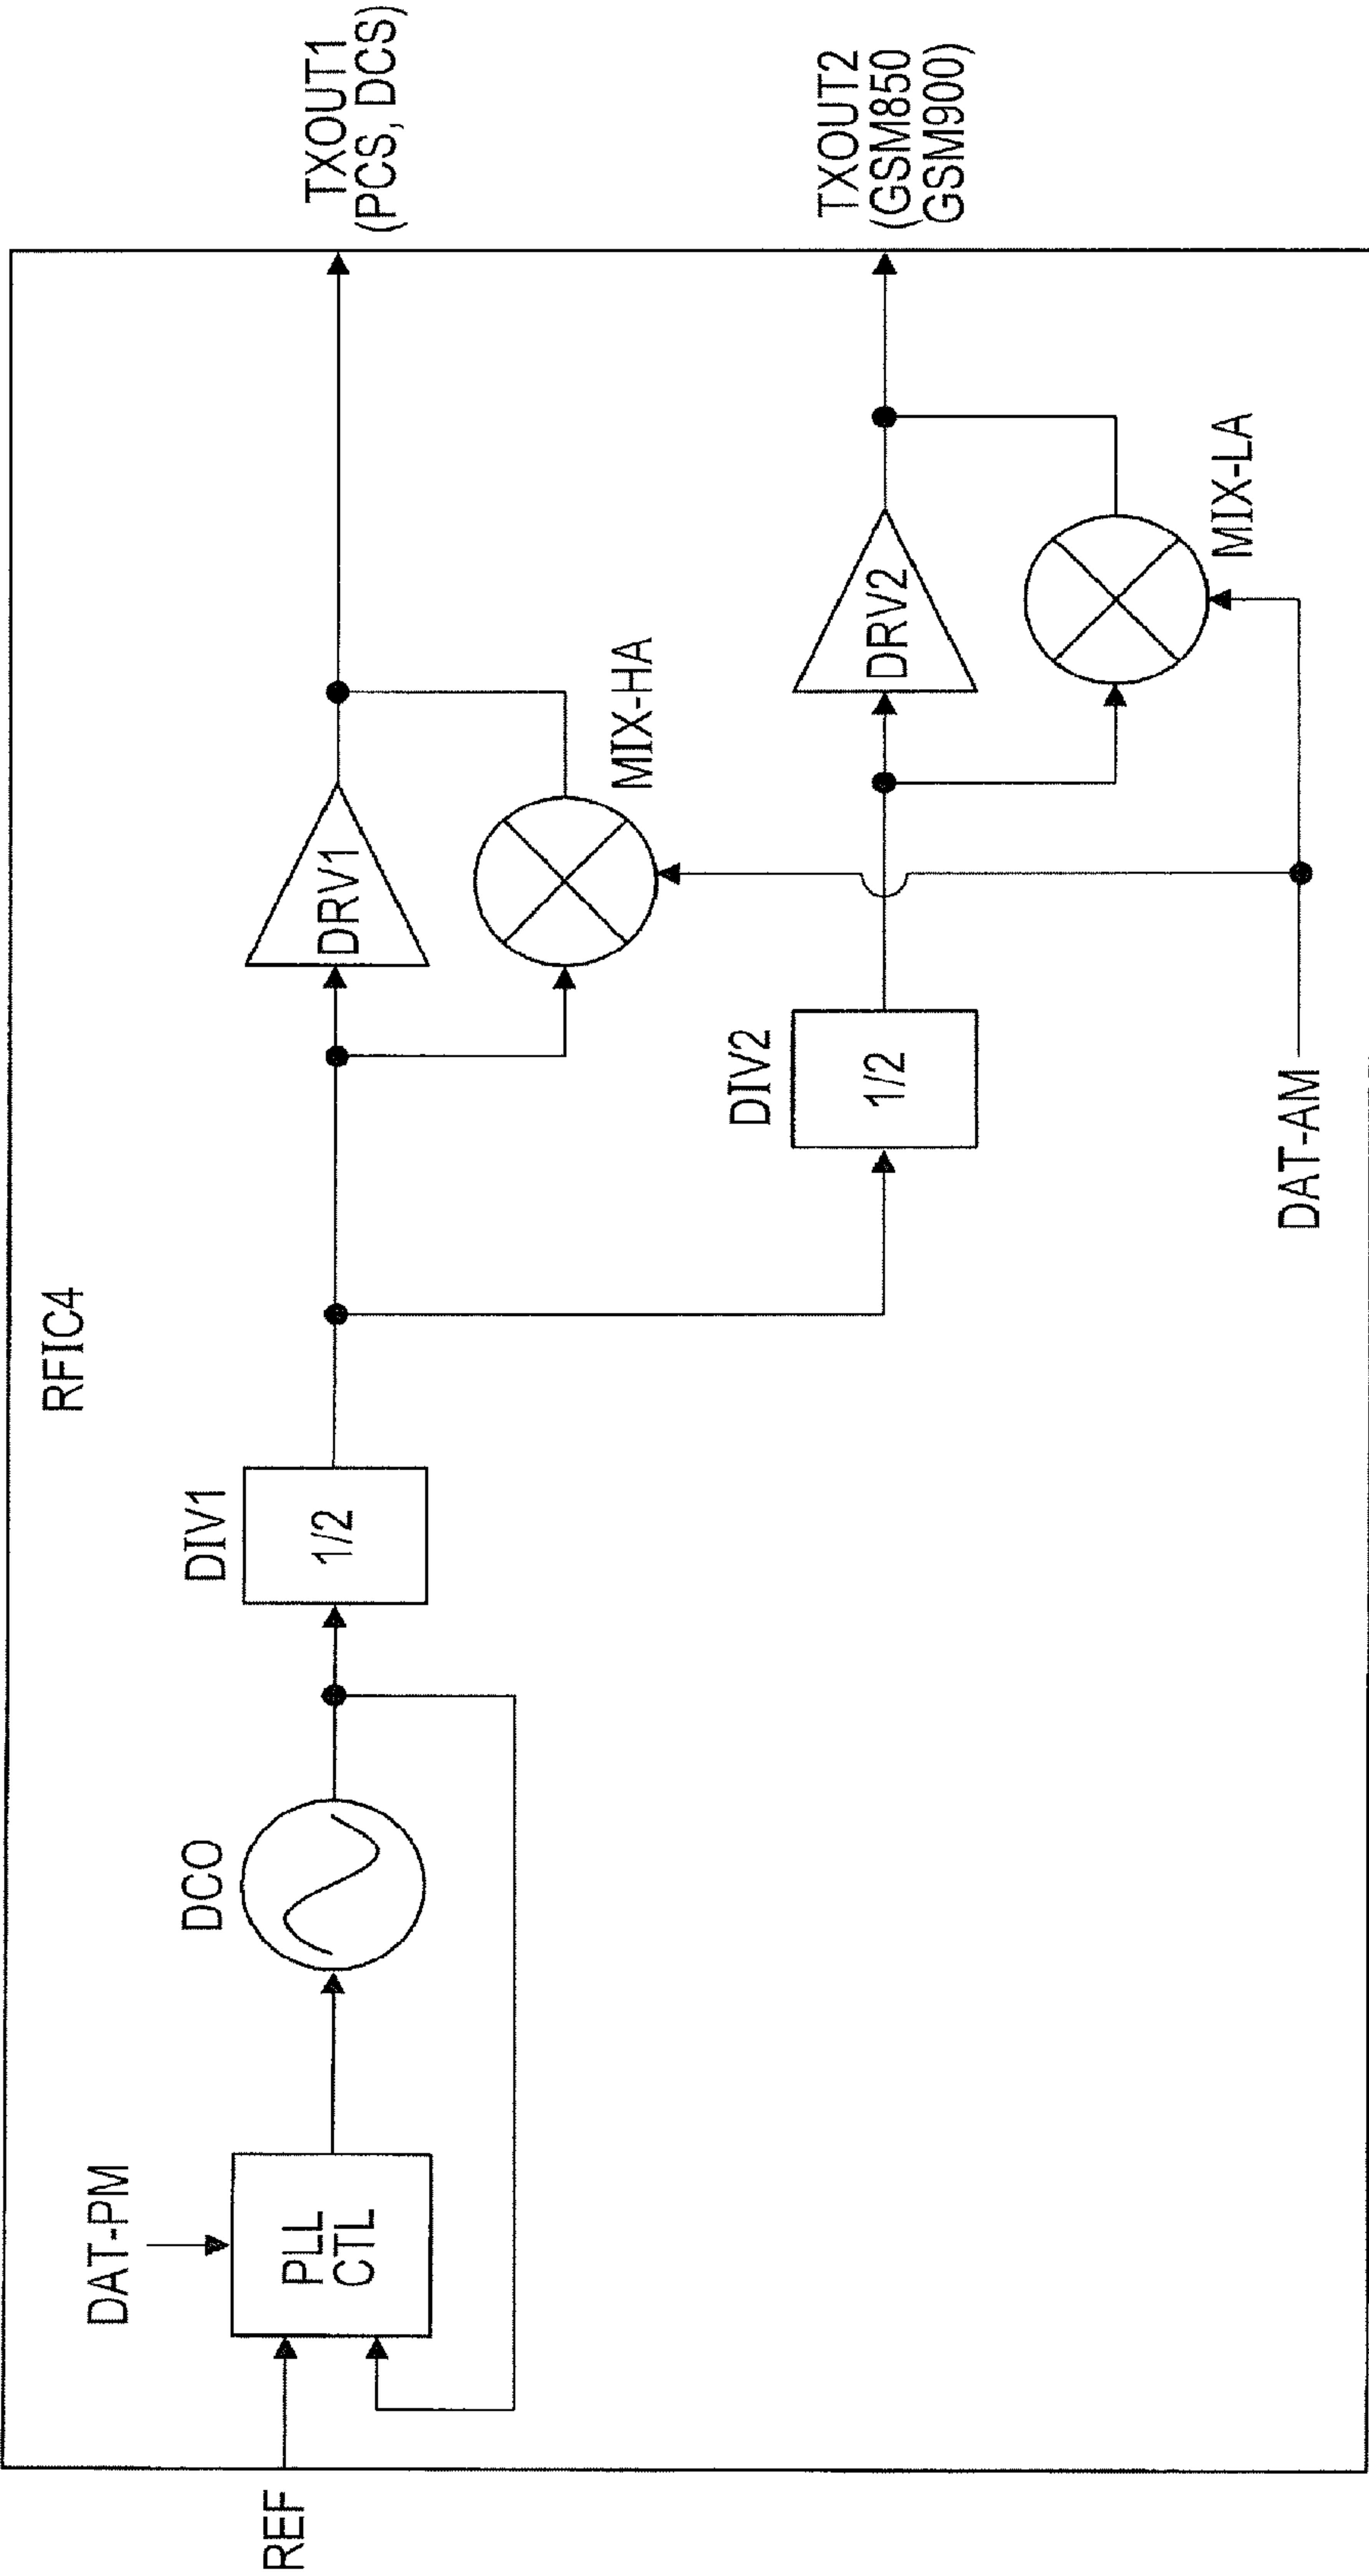 RFIC4
REF
DAT-PM
PLL
CTL
DCO
DIV1
1/2
DRV1
MIX-HA
TXOUT1
(PCS, DCS)
DIV2
1/2
DRV2
MIX-LA
TXOUT2
(GSM850
GSM900)
DAT-AM